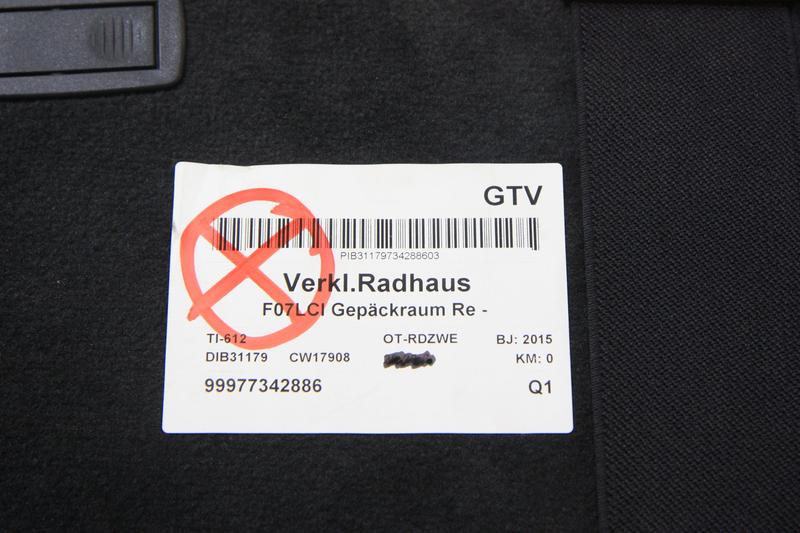 GTV
PIB31179734288603
Verkl.Radhaus
F07LCI Gepäckraum Re -
TI-612 OT-RDZWE BJ: 2015
DIB31179 CW17908 KM: 0
99977342886 Q1